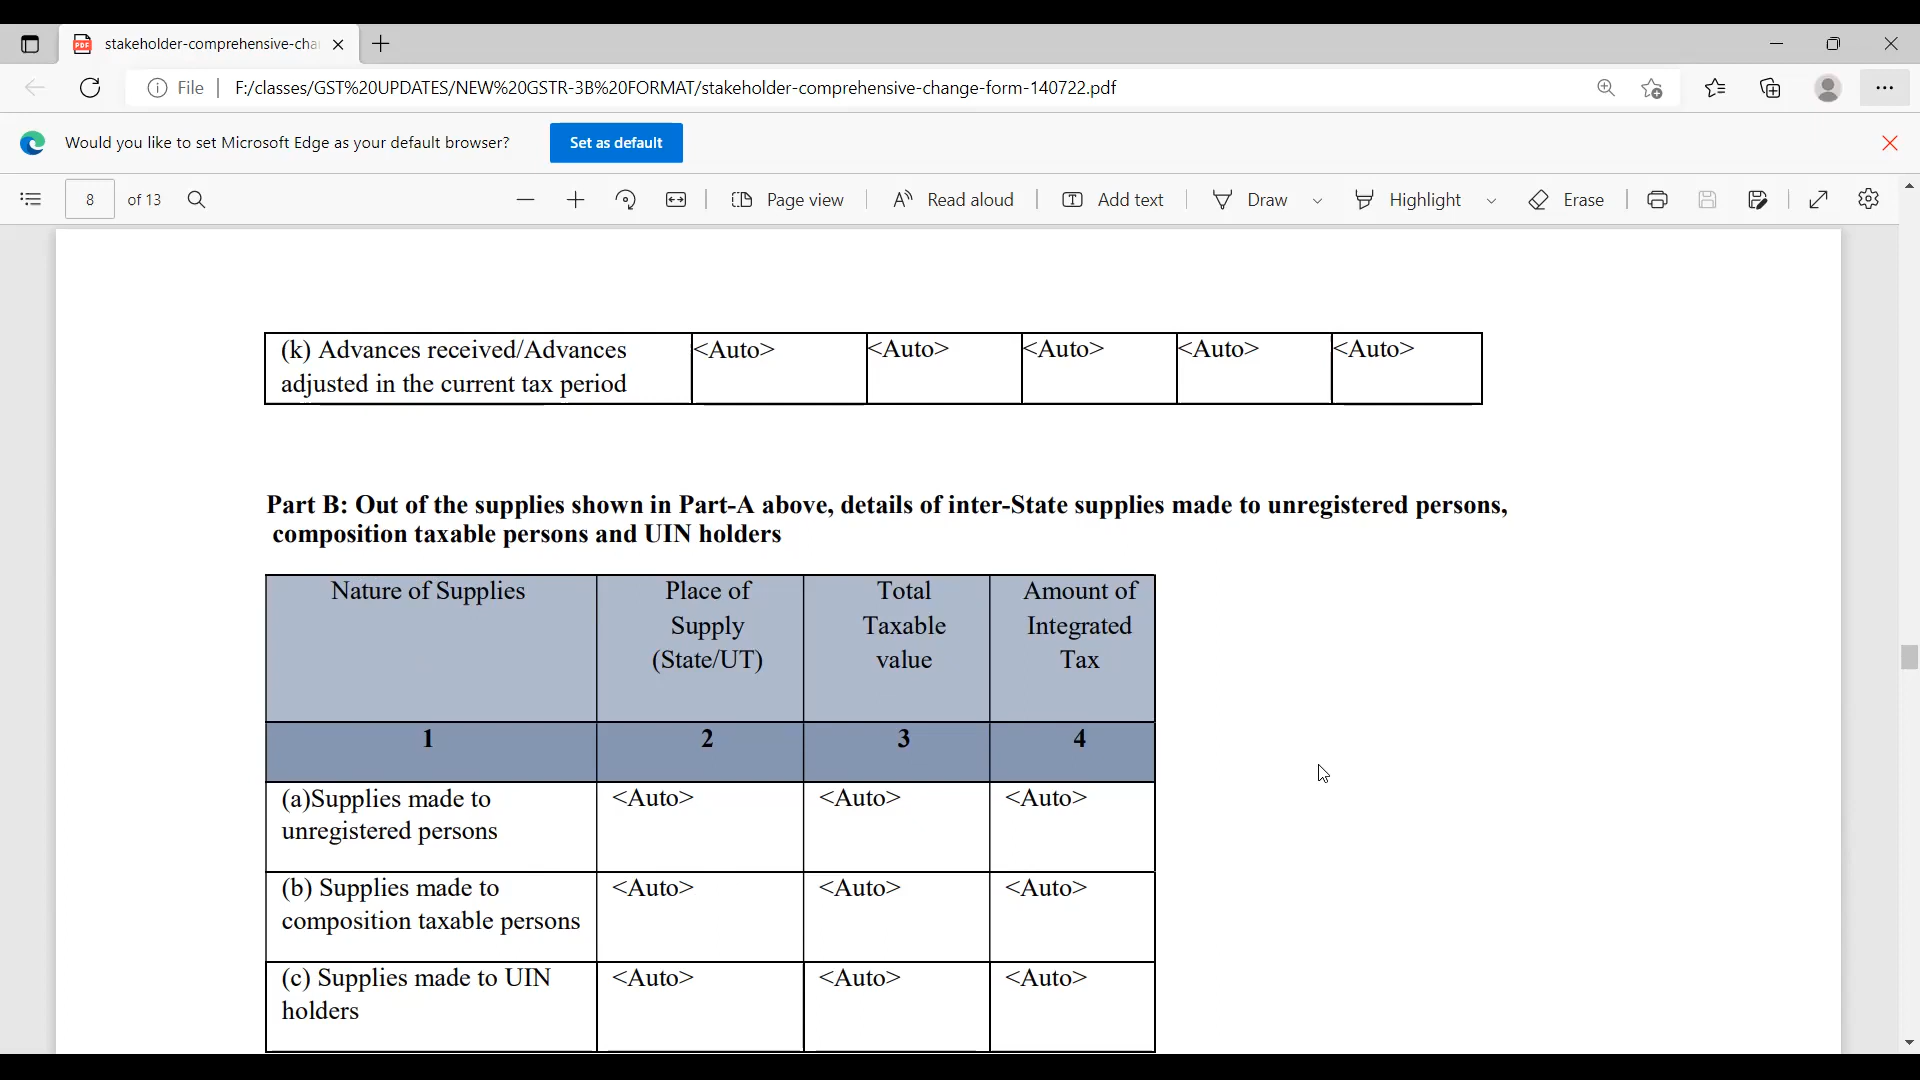 stakeholder-comprehensive-cha
File
F:/classes/GST%20UPDATES/NEW%20GSTR-3B%20FORMAT/stakeholder-comprehensive-change-form-140722.pdf
Would you like to set Microsoft Edge as your default browser?
Set as default
8 of 13
Page view
Read aloud
Add text
Draw
Highlight
Erase
(k) Advances received/Advances
adjusted in the current tax period
<Auto> <Auto> <Auto> <Auto> <Auto>
Part B: Out of the supplies shown in Part-A above, details of inter-State supplies made to unregistered persons,
composition taxable persons and UIN holders
Nature of Supplies
Place of
Supply
(State/UT)
Total
Taxable
value
Amount of
Integrated
Tax
1 2 3 4
(a)Supplies made to
unregistered persons
<Auto> <Auto> <Auto>
(b) Supplies made to
composition taxable persons
<Auto> <Auto> <Auto>
(c) Supplies made to UIN
holders
<Auto> <Auto> <Auto>